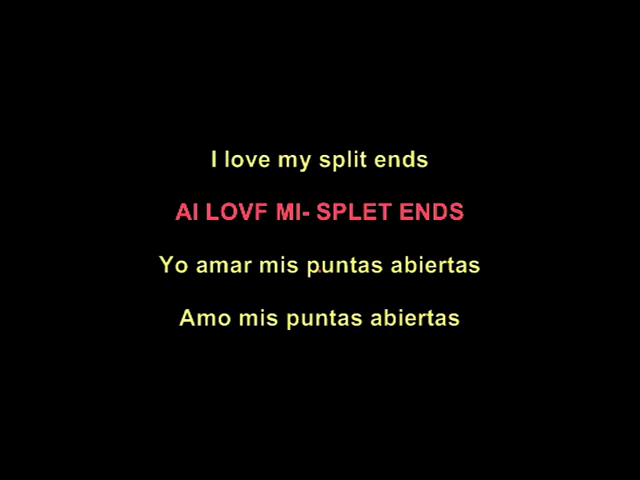 I love my split ends
AI LOVF MI- SPLET ENDS
Yo amar mis puntas abiertas
Amo mis puntas abiertas